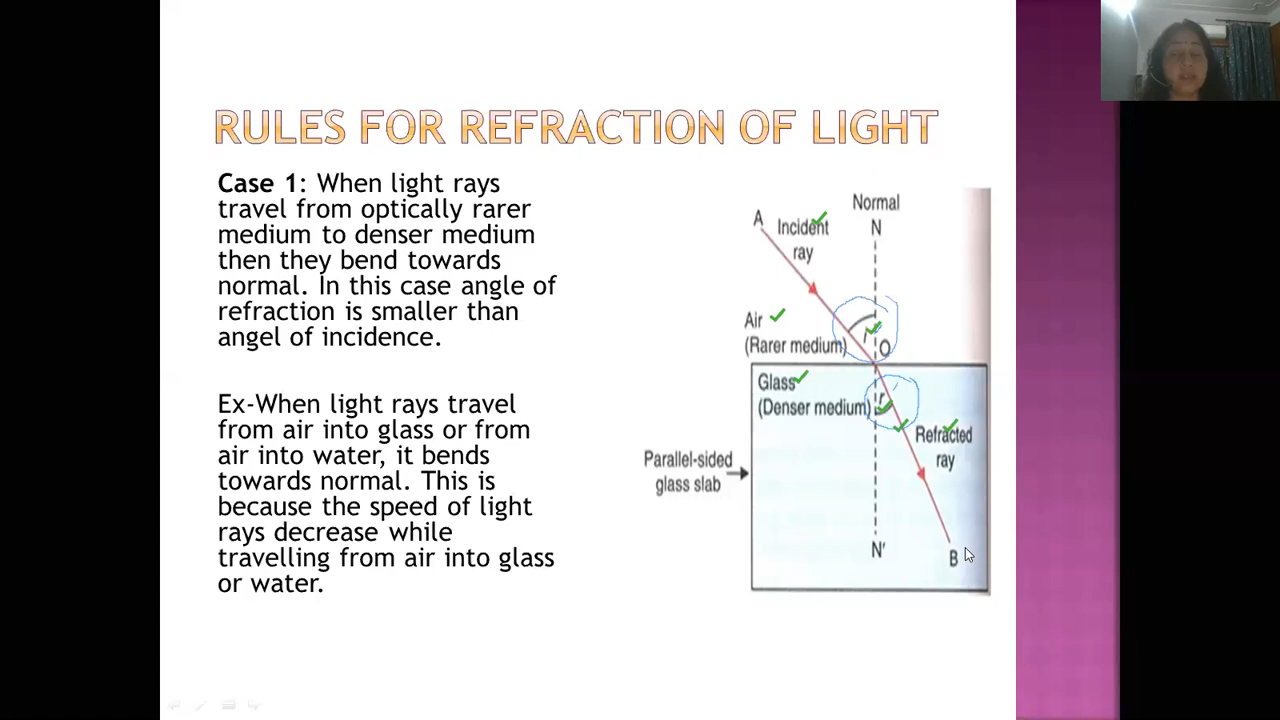 RULES FOR REFRACTION OF LIGHT
Case 1: When light rays
travel from optically rarer
medium to denser medium
then they bend towards
normal. In this case angle of
refraction is smaller than
angel of incidence.
Ex-When light rays travel
from air into glass or from
air into water, it bends
towards normal. This is
because the speed of light
rays decrease while
travelling from air into glass
or water.
Normal
N
A
Incident
ray
Air
(Rarer medium)
i
O
Glass
(Denser medium)
r
Refracted
ray
Parallel-sided
glass slab
N'
B